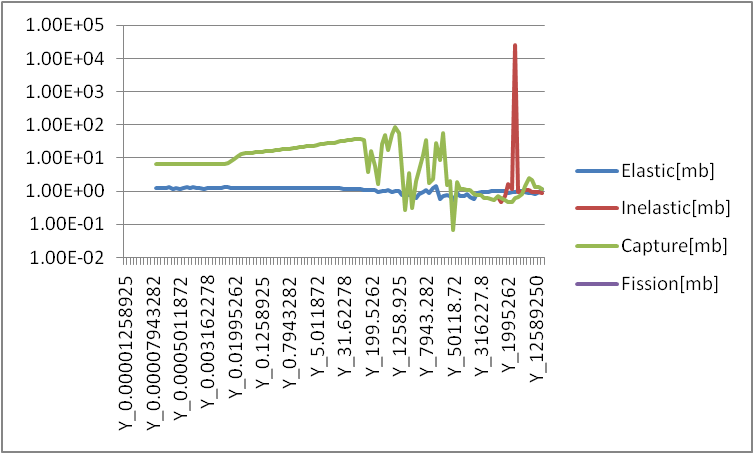 1.00E+05
1.00E+04
1.00E+03
1.00E+02
1.00E+01
1.00E+00
1.00E-01
1.00E-02
Elastic[mb]
Inelastic[mb]
Capture[mb]
Fission[mb]
Y_0.00001258925
Y_0.00007943282
Y_0.0005011872
Y_0.003162278
Y_0.01995262
Y_0.1258925
Y_0.7943282
Y_5.011872
Y_31.62278
Y_199.5262
Y_1258.925
Y_7943.282
Y_50118.72
Y_316227.8
Y_1995262
Y_12589250